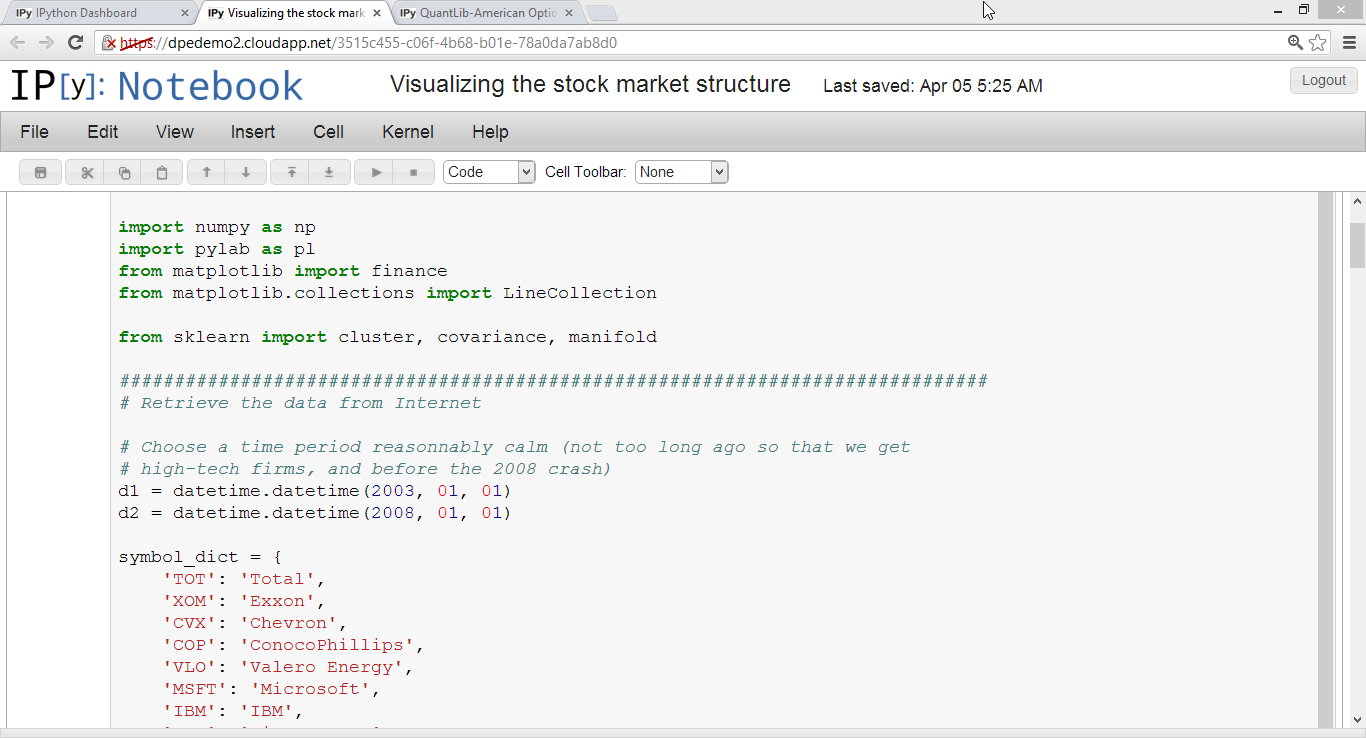 IPy IPython Dashboard
IPy Visualizing the stock mark
IPy QuantLib-American Optio
https://dpedemo2.cloudapp.net/3515c455-c06f-4b68-b01e-78a0da7ab8d0
IP[y]: Notebook
Visualizing the stock market structure
Last saved: Apr 05 5:25 AM
Logout
File Edit View Insert Cell Kernel Help
Code Cell Toolbar: None
import numpy as np
import pylab as pl
from matplotlib import finance
from matplotlib.collections import LineCollection
from sklearn import cluster, covariance, manifold
###############################################################################
# Retrieve the data from Internet
# Choose a time period reasonnably calm (not too long ago so that we get
# high-tech firms, and before the 2008 crash)
d1 = datetime.datetime(2003, 01, 01)
d2 = datetime.datetime(2008, 01, 01)
symbol_dict = {
'TOT': 'Total',
'XOM': 'Exxon',
'CVX': 'Chevron',
'COP': 'ConocoPhillips',
'VLO': 'Valero Energy',
'MSFT': 'Microsoft',
'IBM': 'IBM',